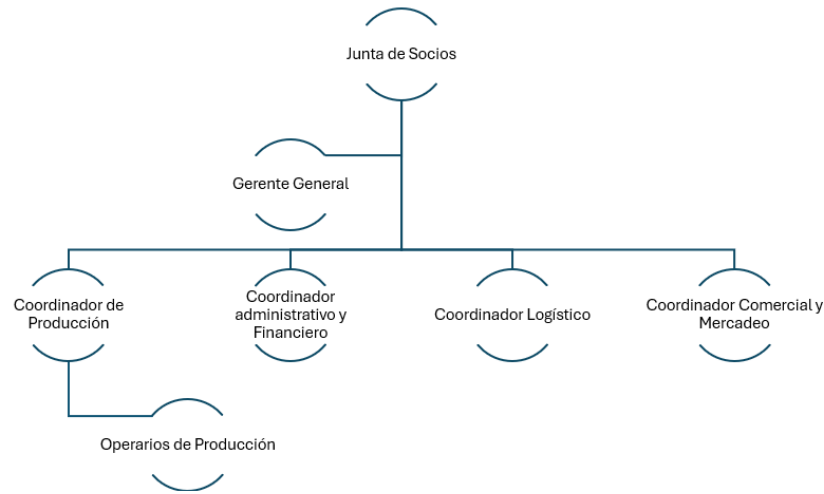 Junta de Socios
Gerente General
Coordinador de
Producción
Coordinador
administrativo y
Financiero
Coordinador Logístico
Coordinador Comercial y
Mercadeo
Operarios de Producción